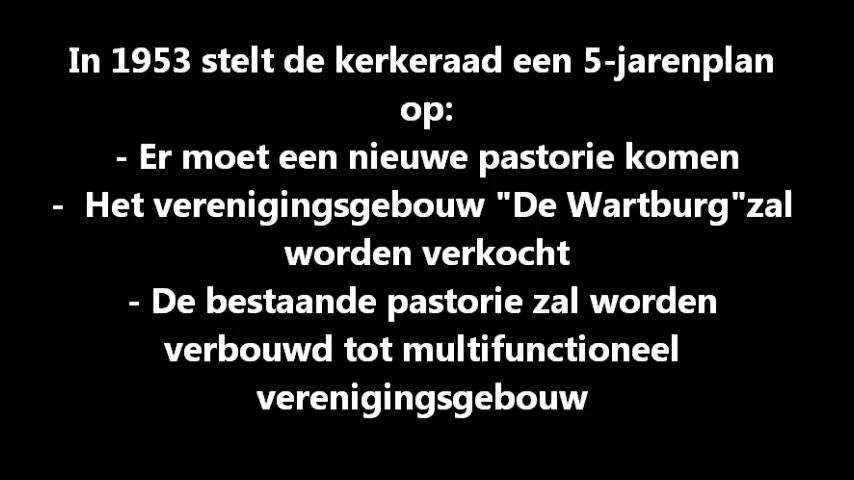 In 1953 stelt de kerkeraad een 5-jarenplan
op:
- Er moet een nieuwe pastorie komen
- Het verenigingsgebouw "De Wartburg"zal
worden verkocht
- De bestaande pastorie zal worden
verbouwd tot multifunctioneel
verenigingsgebouw